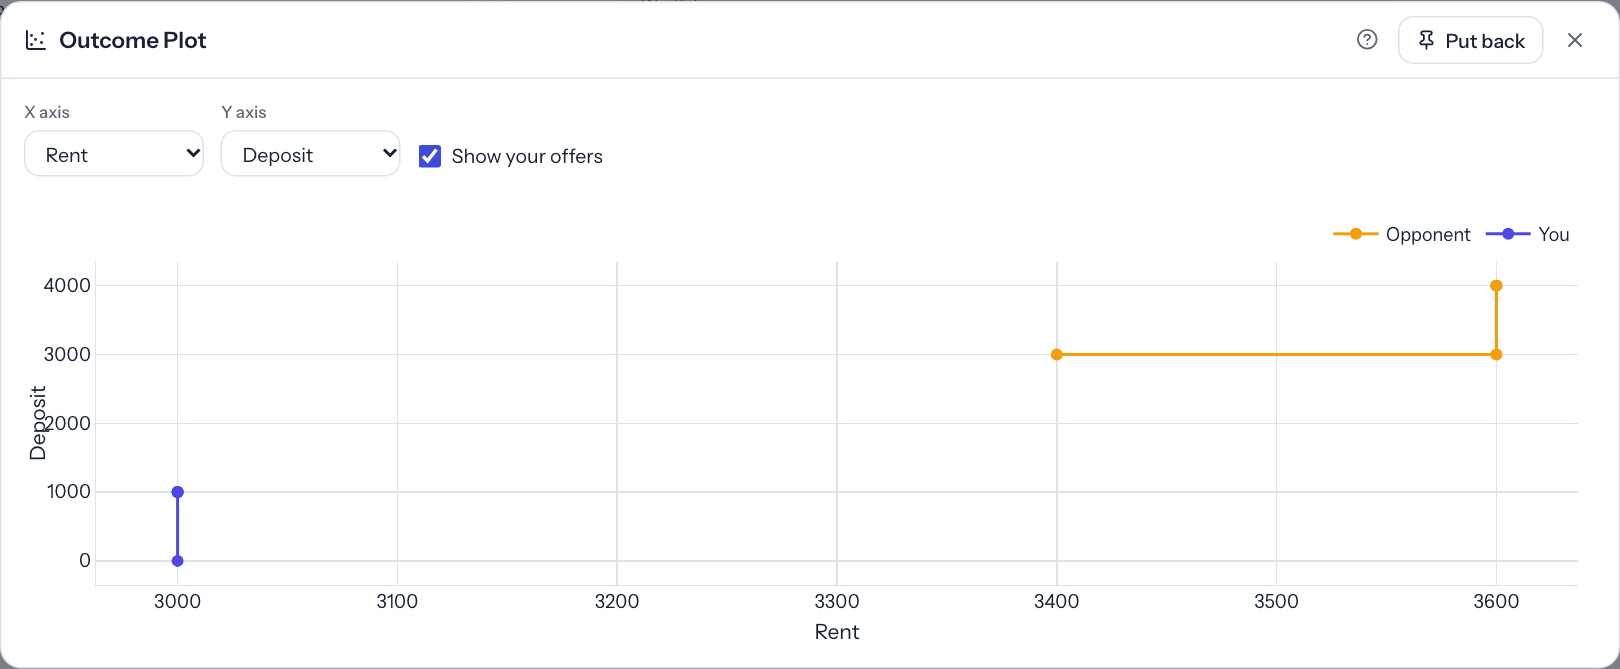 Outcome Plot
Put back
X axis
Y axis
Rent
Deposit
Show your offers
Opponent
You
4000
3000
2000
1000
0
Deposit
3000
3100
3200
3300
3400
3500
3600
Rent